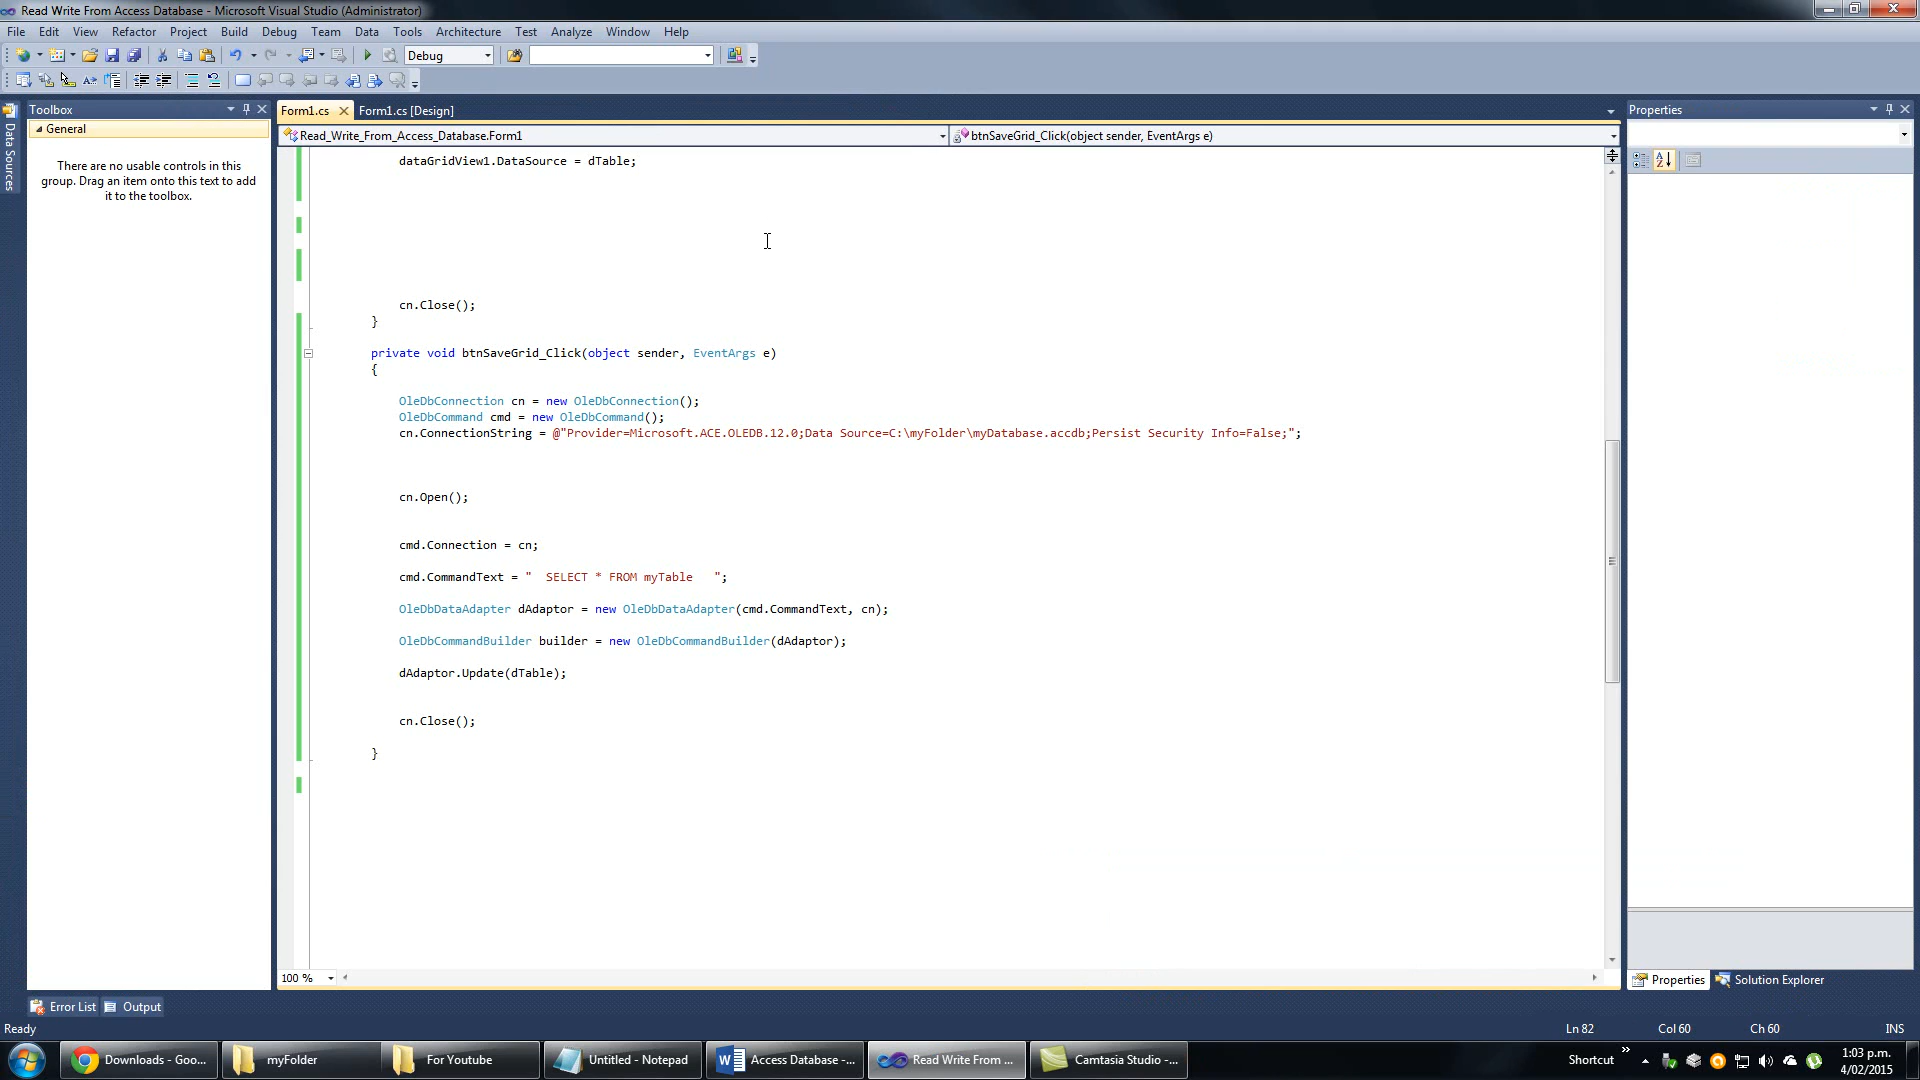 Read Write From Access Database - Microsoft Visual Studio (Administrator)
File Edit View Refactor Project Build Debug Team Data Tools Architecture Test Analyze Window Help
Debug
Toolbox
General
There are no usable controls in this
group. Drag an item onto this text to add
it to the toolbox.
Data Sources
Form1.cs
Form1.cs [Design]
Read_Write_From_Access_Database.Form1
btnSaveGrid_Click(object sender, EventArgs e)
dataGridView1.DataSource = dTable;
cn.Close();
}
private void btnSaveGrid_Click(object sender, EventArgs e)
{
OleDbConnection cn = new OleDbConnection();
OleDbCommand cmd = new OleDbCommand();
cn.ConnectionString = @"Provider=Microsoft.ACE.OLEDB.12.0;Data Source=C:\myFolder\myDatabase.accdb;Persist Security Info=False;";
cn.Open();
cmd.Connection = cn;
cmd.CommandText = "  SELECT * FROM myTable   ";
OleDbDataAdapter dAdaptor = new OleDbDataAdapter(cmd.CommandText, cn);
OleDbCommandBuilder builder = new OleDbCommandBuilder(dAdaptor);
dAdaptor.Update(dTable);
cn.Close();
}
100 %
Properties
Properties
Solution Explorer
Error List
Output
Ready
Ln 82
Col 60
Ch 60
INS
Downloads - Goo...
myFolder
For Youtube
Untitled - Notepad
Access Database -...
Read Write From ...
Camtasia Studio -...
Shortcut
1:03 p.m.
4/02/2015